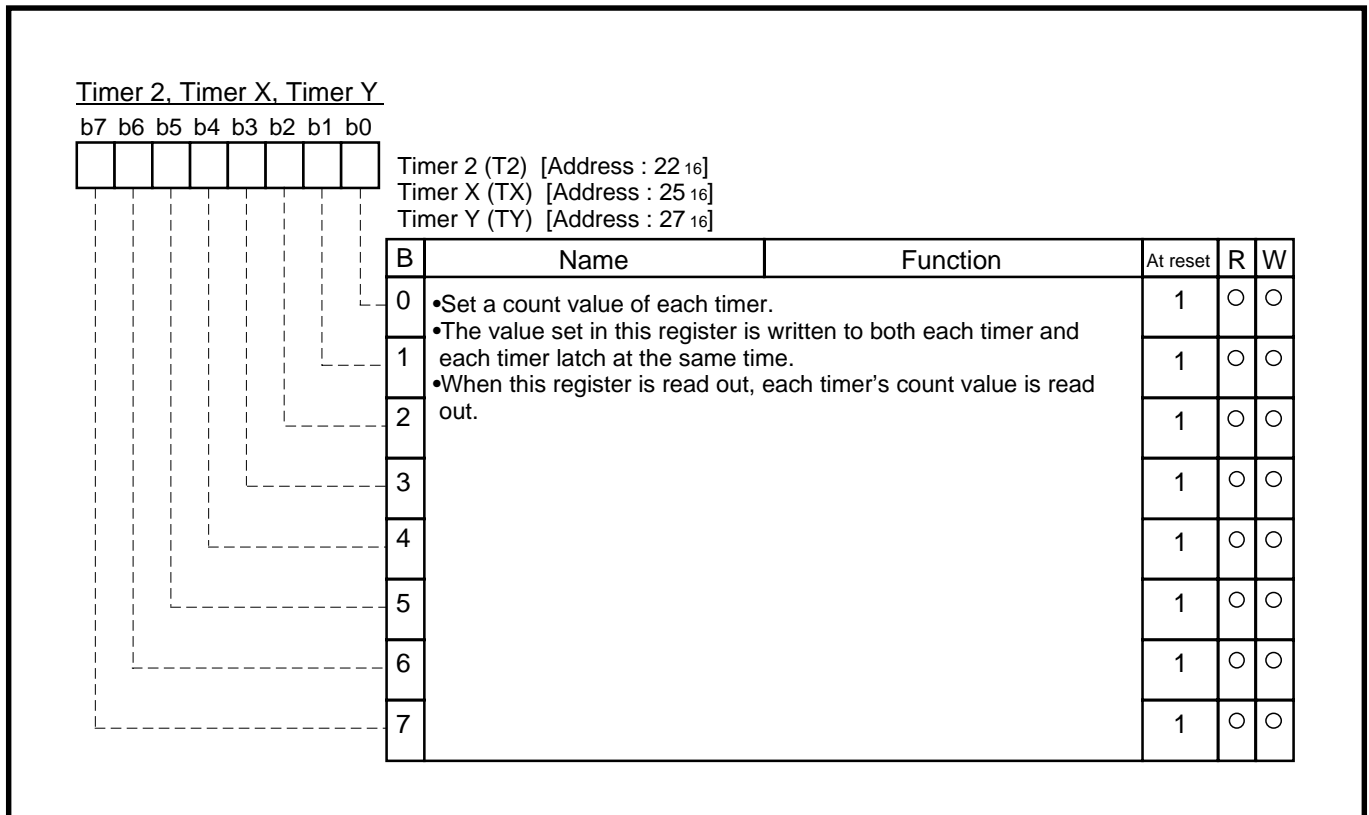 Timer 2, Timer X, Timer Y
b7 b6 b5 b4 b3 b2 b1 b0
Timer 2 (T2) [Address : 22 16]
Timer X (TX) [Address : 25 16]
Timer Y (TY) [Address : 27 16]
B Name Function At reset R W
0 •Set a count value of each timer. 1 ○ ○
•The value set in this register is written to both each timer and
1 each timer latch at the same time. 1 ○ ○
•When this register is read out, each timer's count value is read
2 out. 1 ○ ○
3 1 ○ ○
4 1 ○ ○
5 1 ○ ○
6 1 ○ ○
7 1 ○ ○